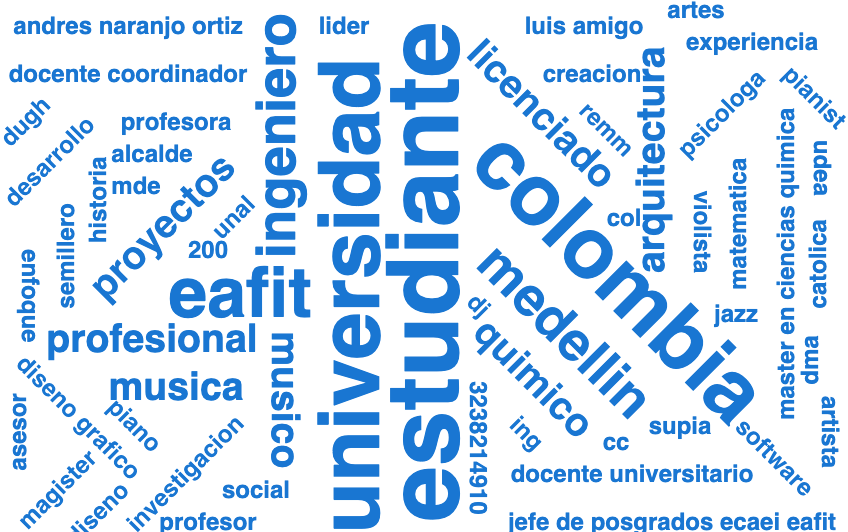 andres naranjo ortiz
lider
luis amigo
artes
experiencia
docente coordinador
ingeniero
universidad
estudiante
licenciado
creacion
arquitectura
psicologa
pianist
dugh
desarrollo
profesora
alcalde
mde
historia
proyectos
unal
200
semillero
enfoque
eafit
profesional
musica
musico
remm
colombia
col
violista
matematica
master en ciencias quimica
udea
catolica
medellin
dj
quimico
jazz
dma
artista
diseno grafico
piano
asesor
magister
diseno
investigacion
social
profesor
3238214910
ing
cc
supia
software
docente universitario
jefe de posgrados ecaei eafit